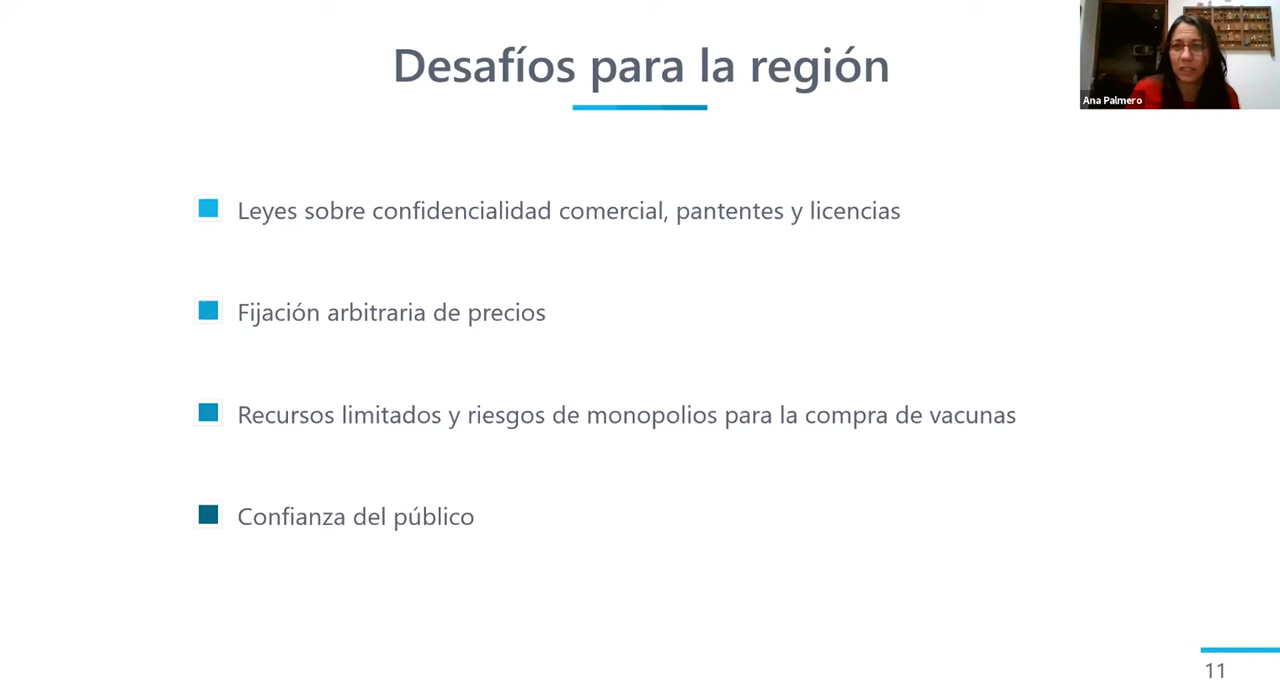 Desafíos para la región
Ana Palmero
Leyes sobre confidencialidad comercial, pantentes y licencias
Fijación arbitraria de precios
Recursos limitados y riesgos de monopolios para la compra de vacunas
Confianza del público
11